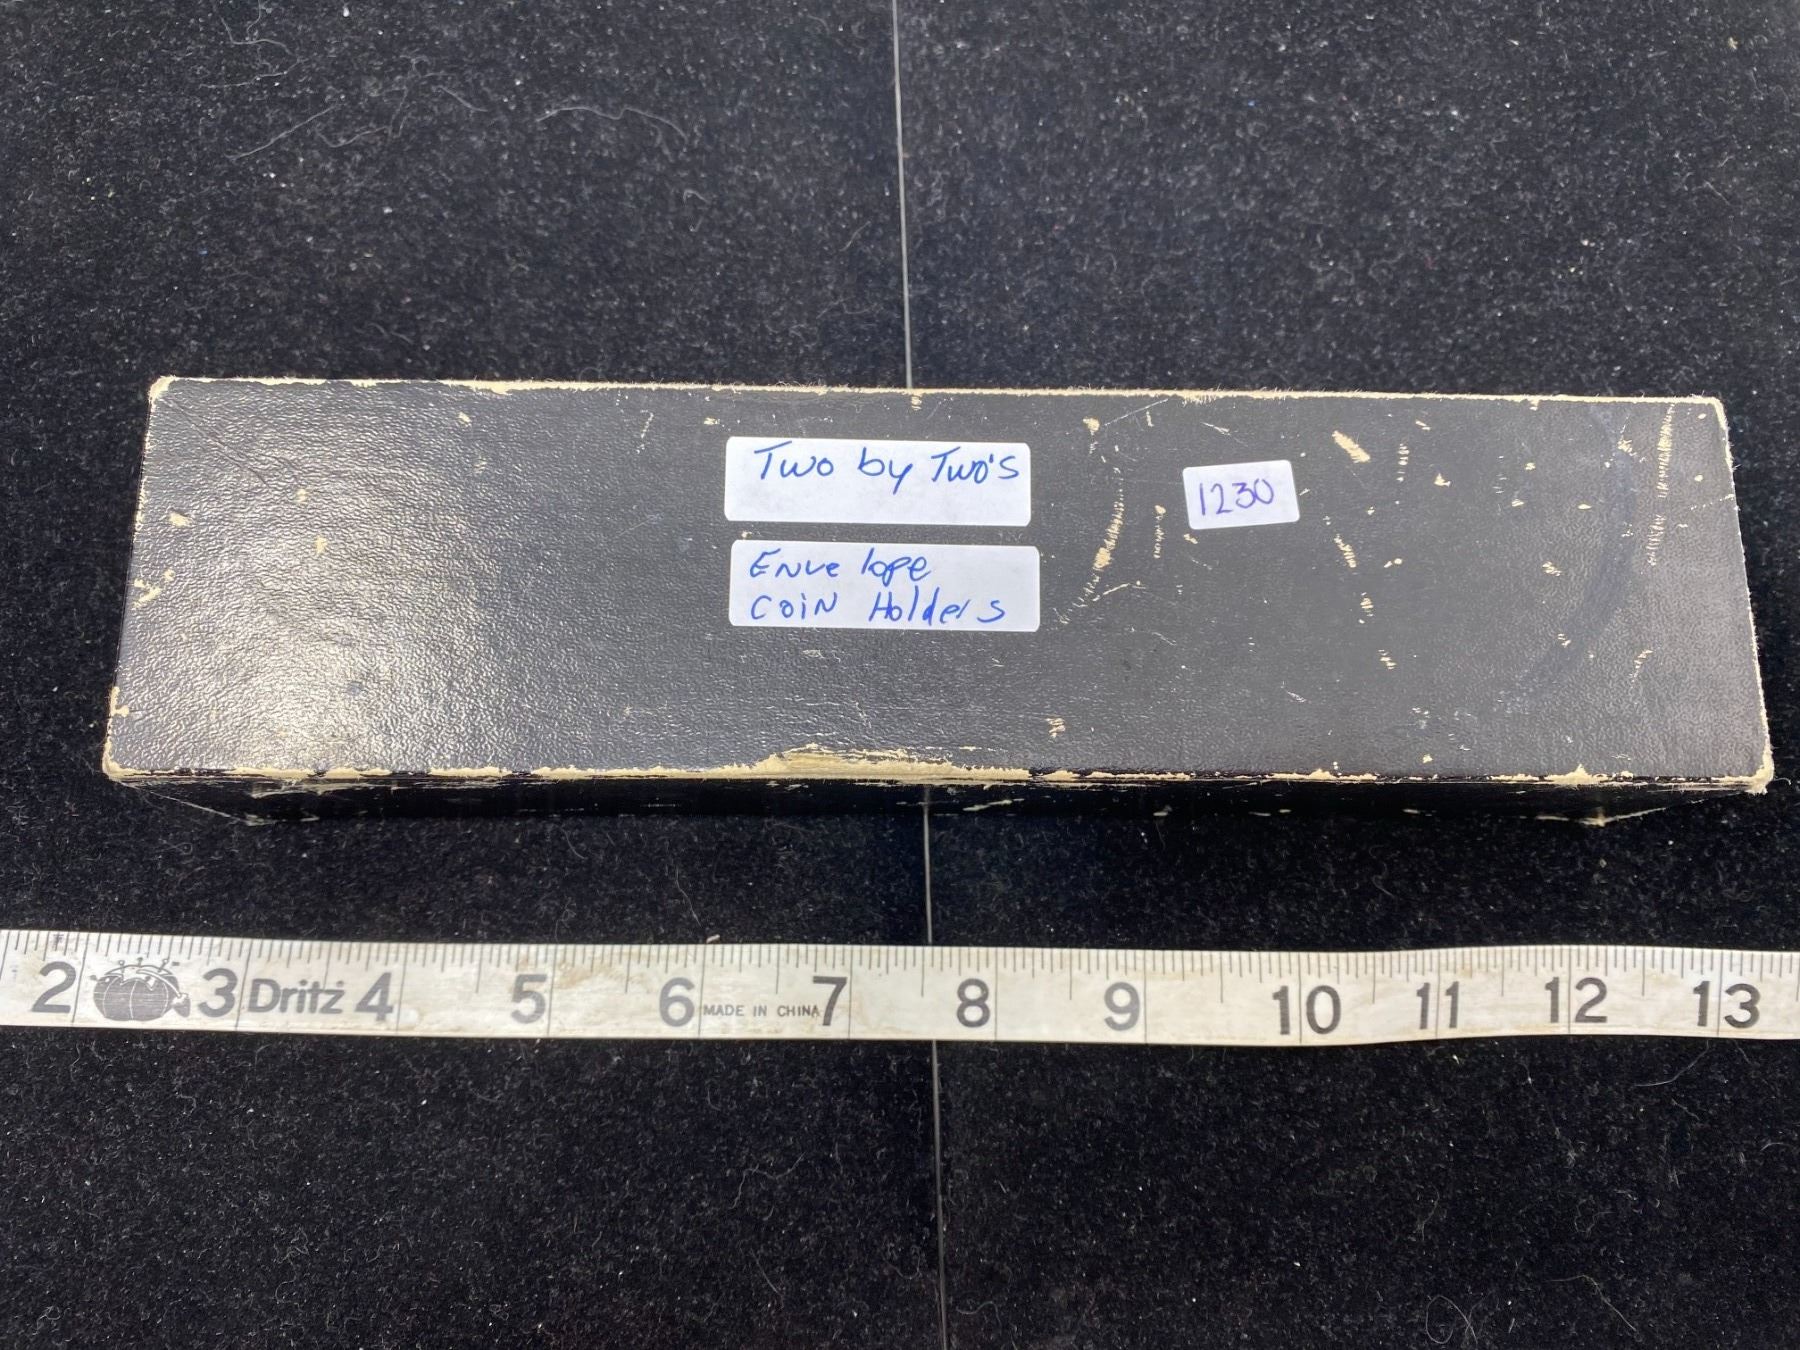 Two by Two's
1230
Envelope
Coin Holders
2 3 Dritz 4 5 6 MADE IN CHINA 7 8 9 10 11 12 13